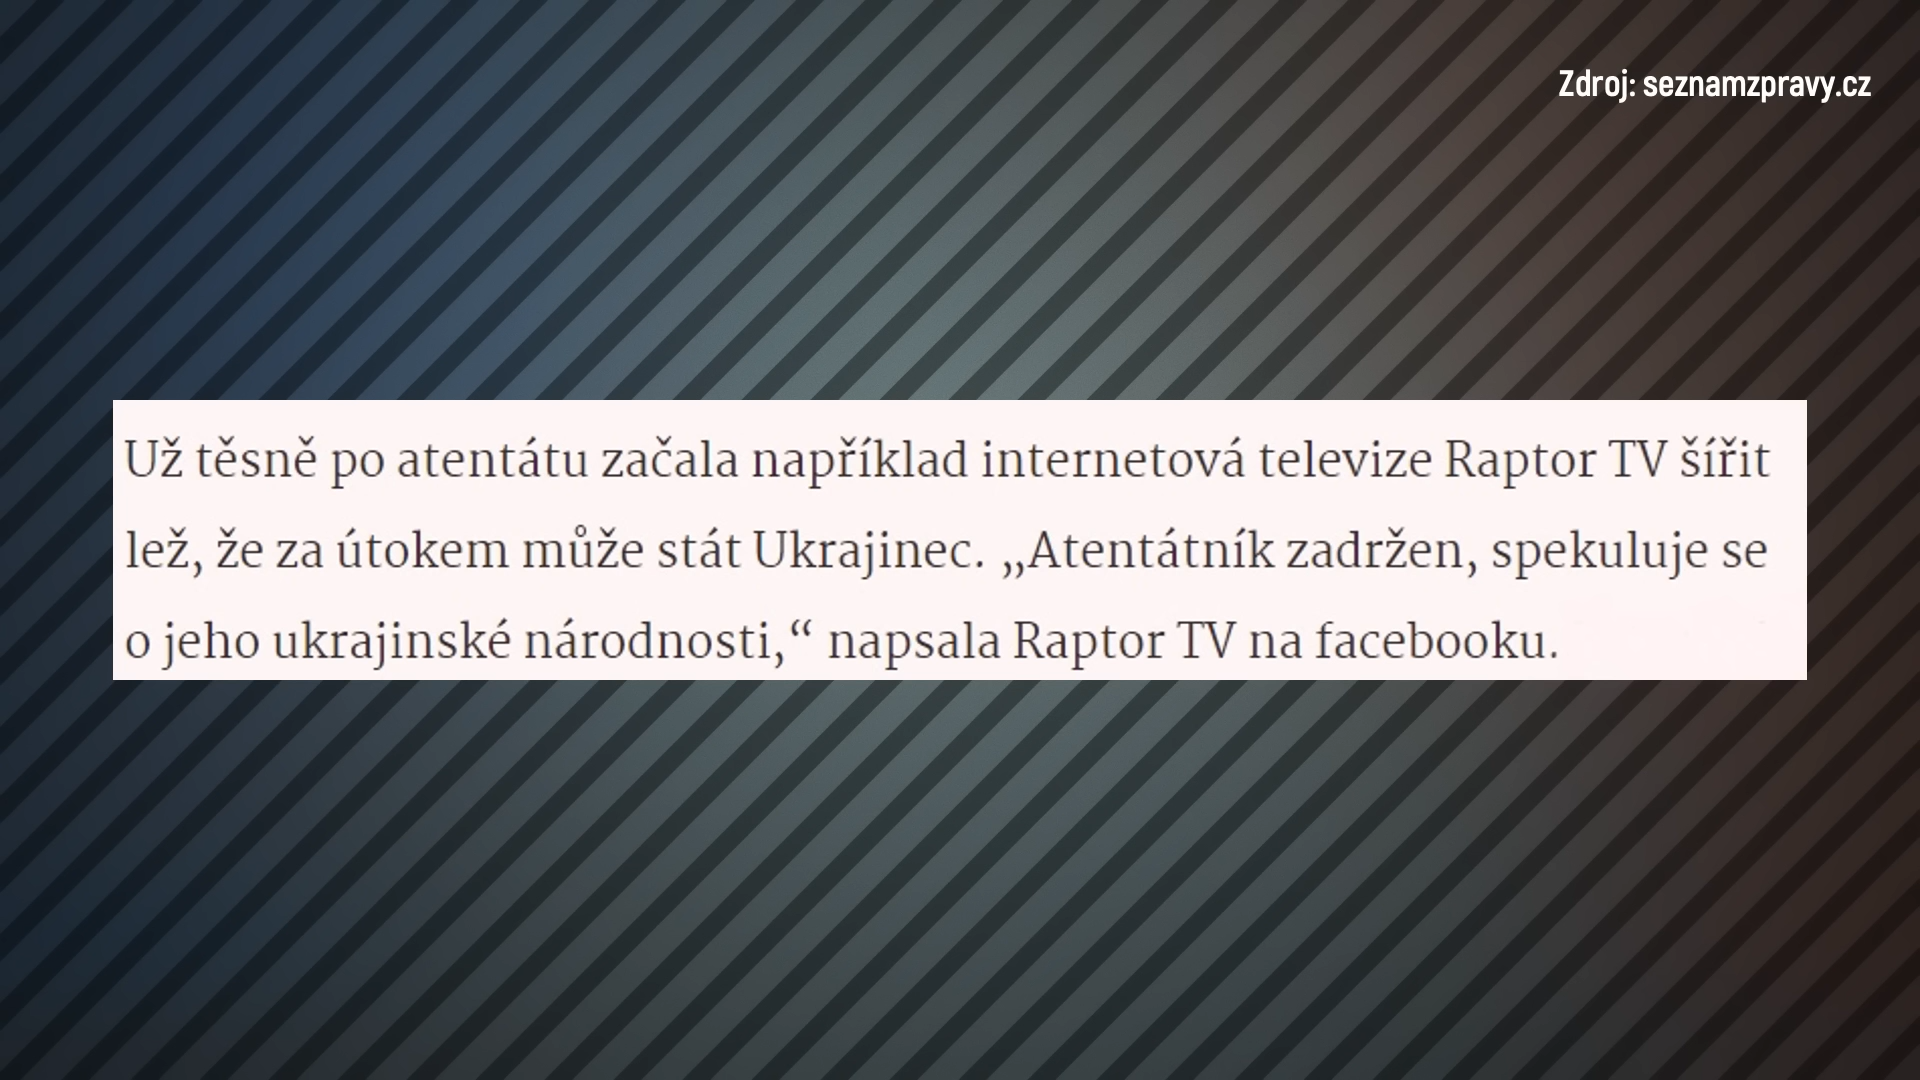 Zdroj: seznamzpravy.cz
Už těsně po atentátu začala například internetová televize Raptor TV šířit
lež, že za útokem může stát Ukrajinec. „Atentátník zadržen, spekuluje se
o jeho ukrajinské národnosti,“ napsala Raptor TV na facebooku.